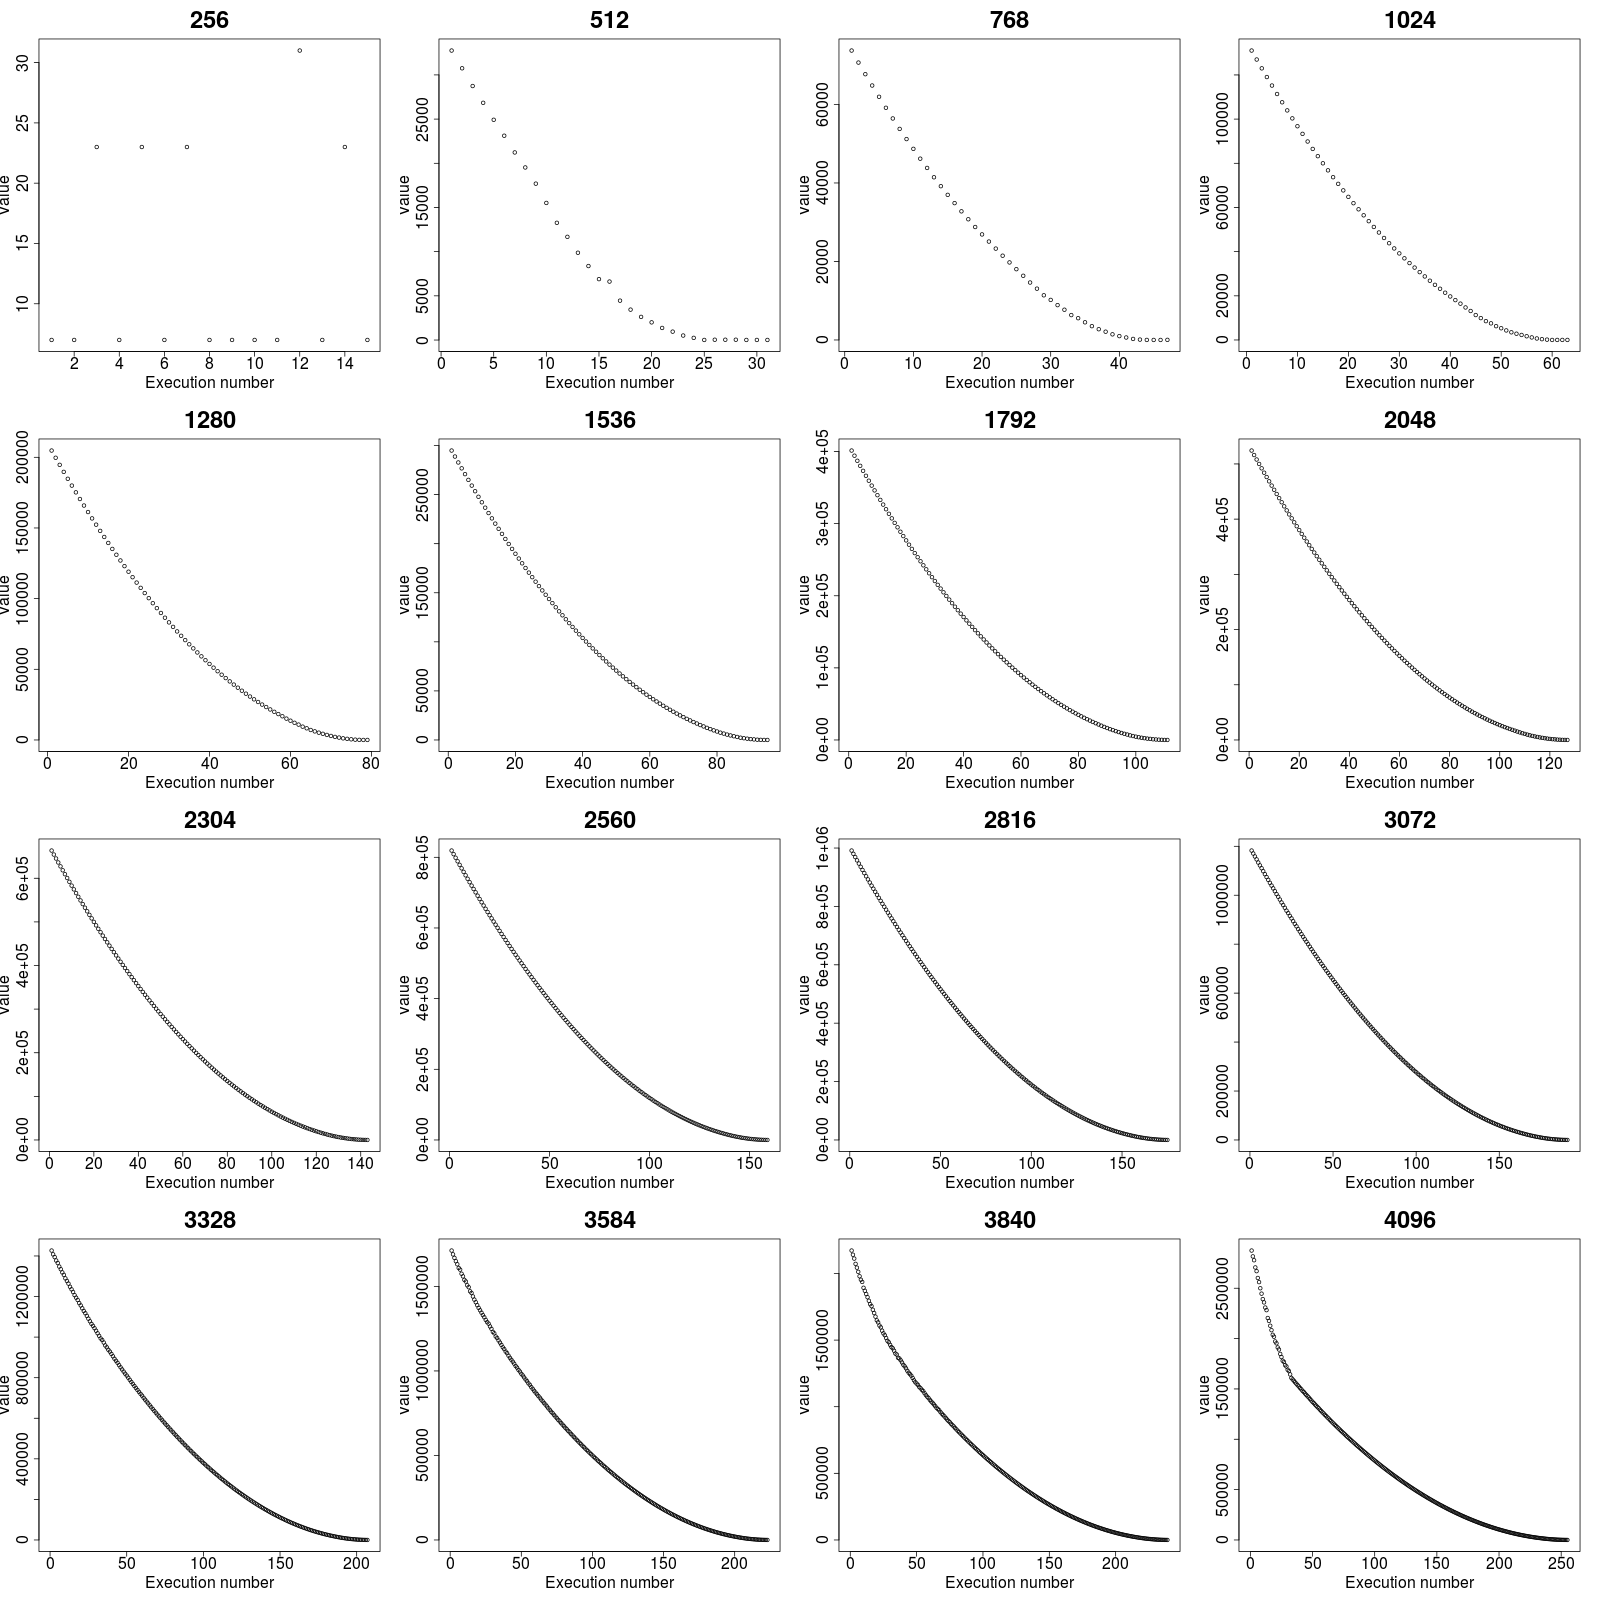 256 512 768 1024
value 10 15 20 25 30
2 4 6 8 10 12 14
Execution number
value 0 5000 15000 25000
0 5 10 15 20 25 30
Execution number
value 0 20000 40000 60000
0 10 20 30 40
Execution number
value 0 20000 60000 100000
0 10 20 30 40 50 60
Execution number
1280 1536 1792 2048
value 0 50000 100000 150000 200000
0 20 40 60 80
Execution number
value 0 50000 150000 250000
0 20 40 60 80
Execution number
value 0e+00 1e+05 2e+05 3e+05 4e+05
0 20 40 60 80 100
Execution number
value 0e+00 2e+05 4e+05
0 20 40 60 80 100 120
Execution number
2304 2560 2816 3072
value 0e+00 2e+05 4e+05 6e+05
0 20 40 60 80 100 120 140
Execution number
value 0e+00 2e+05 4e+05 6e+05 8e+05
0 50 100 150
Execution number
value 0e+00 2e+05 4e+05 6e+05 8e+05 1e+06
0 50 100 150
Execution number
value 0 200000 600000 1000000
0 50 100 150
Execution number
3328 3584 3840 4096
value 0 400000 800000 1200000
0 50 100 150 200
Execution number
value 0 500000 1000000 1500000
0 50 100 150 200
Execution number
value 0 500000 1500000
0 50 100 150 200
Execution number
value 0 500000 1500000 2500000
0 50 100 150 200 250
Execution number